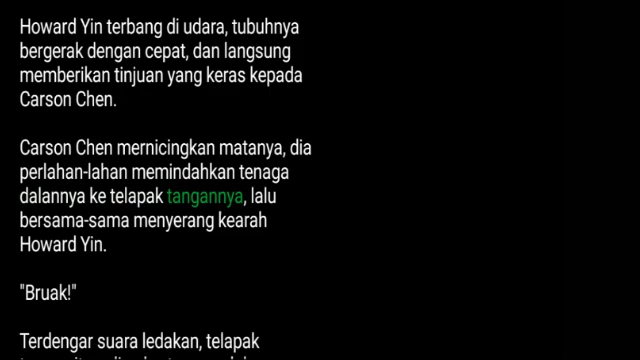 Howard Yin terbang di udara, tubuhnya
bergerak dengan cepat, dan langsung
memberikan tinjuan yang keras kepada
Carson Chen.
Carson Chen mernicingkan matanya, dia
perlahan-lahan memindahkan tenaga
dalannya ke telapak tangannya, lalu
bersama-sama menyerang kearah
Howard Yin.
"Bruak!"
Terdengar suara ledakan, telapak